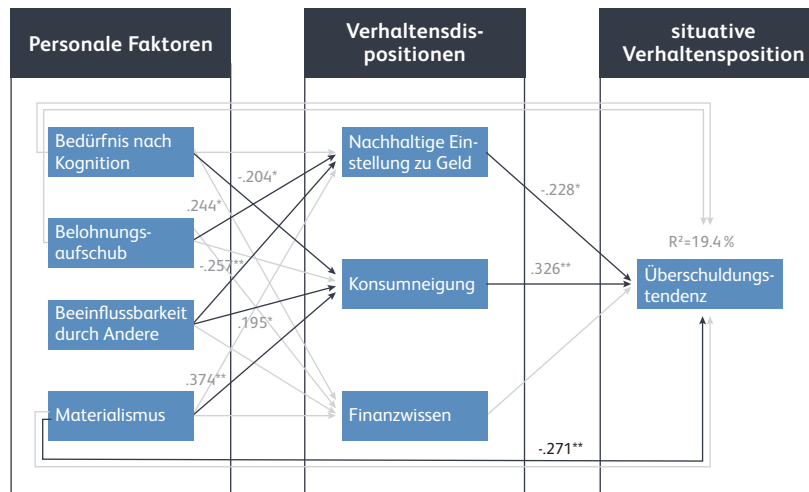 Personale Faktoren
Verhaltensdis-
positionen
situative
Verhaltensposition
Bedürfnis nach
Kognition
Belohnungs-
aufschub
Beeinflussbarkeit
durch Andere
Materialismus
-.204*
.244*
-.257**
.195*
.374**
Nachhaltige Ein-
stellung zu Geld
Konsumneigung
Finanzwissen
-.228*
.326**
-.271**
R²=19.4 %
Überschuldungs-
tendenz